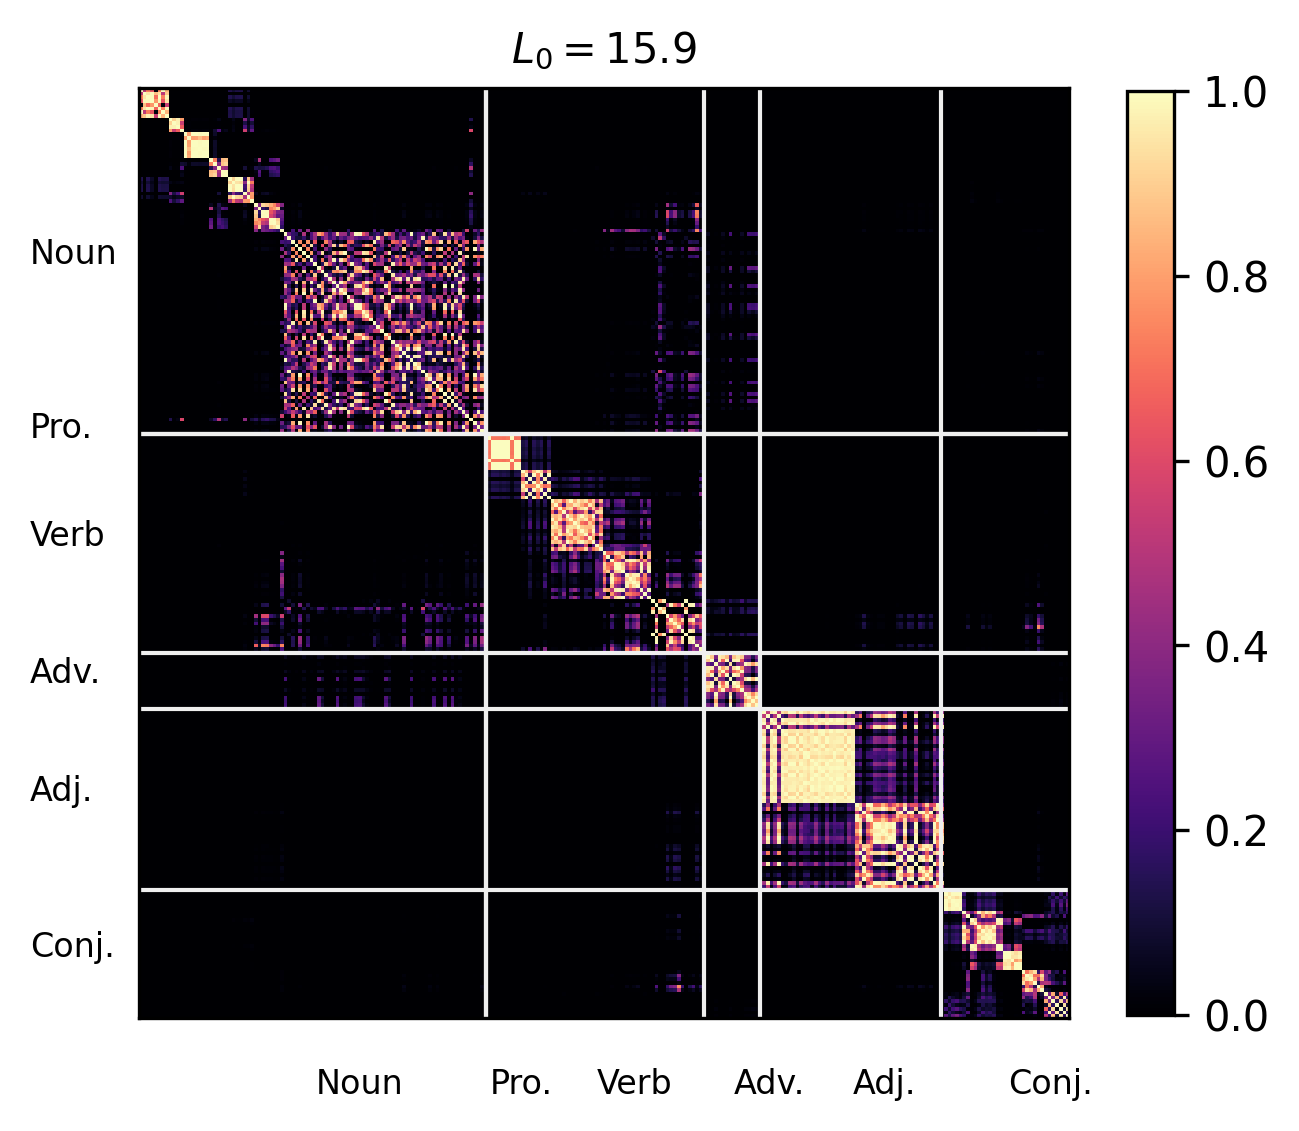 L₀ = 15.9
Noun
Pro.
Verb
Adv.
Adj.
Conj.
Noun Pro. Verb Adv. Adj. Conj.
1.0
0.8
0.6
0.4
0.2
0.0